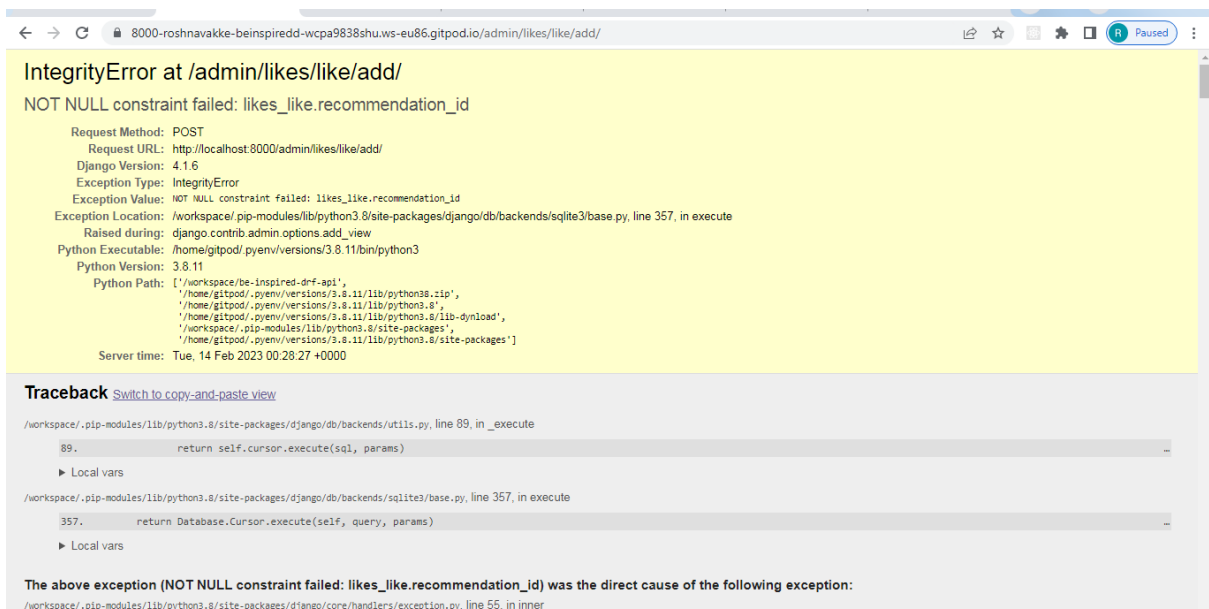 8000-roshnavakke-beinspiredd-wcpa9838shu.ws-eu86.gitpod.io/admin/likes/like/add/
R Paused
IntegrityError at /admin/likes/like/add/
NOT NULL constraint failed: likes_like.recommendation_id
Request Method: POST
Request URL: http://localhost:8000/admin/likes/like/add/
Django Version: 4.1.6
Exception Type: IntegrityError
Exception Value: NOT NULL constraint failed: likes_like.recommendation_id
Exception Location: /workspace/.pip-modules/lib/python3.8/site-packages/django/db/backends/sqlite3/base.py, line 357, in execute
Raised during: django.contrib.admin.options.add_view
Python Executable: /home/gitpod/.pyenv/versions/3.8.11/bin/python3
Python Version: 3.8.11
Python Path: ['/workspace/be-inspired-drf-api',
'/home/gitpod/.pyenv/versions/3.8.11/lib/python38.zip',
'/home/gitpod/.pyenv/versions/3.8.11/lib/python3.8',
'/home/gitpod/.pyenv/versions/3.8.11/lib/python3.8/lib-dynload',
'/workspace/.pip-modules/lib/python3.8/site-packages',
'/home/gitpod/.pyenv/versions/3.8.11/lib/python3.8/site-packages']
Server time: Tue, 14 Feb 2023 00:28:27 +0000
Traceback Switch to copy-and-paste view
/workspace/.pip-modules/lib/python3.8/site-packages/django/db/backends/utils.py, line 89, in _execute
89. return self.cursor.execute(sql, params) …
▶ Local vars
/workspace/.pip-modules/lib/python3.8/site-packages/django/db/backends/sqlite3/base.py, line 357, in execute
357. return Database.Cursor.execute(self, query, params) …
▶ Local vars
The above exception (NOT NULL constraint failed: likes_like.recommendation_id) was the direct cause of the following exception:
/workspace/.pip-modules/lib/python3.8/site-packages/django/core/handlers/exception.py, line 55, in inner